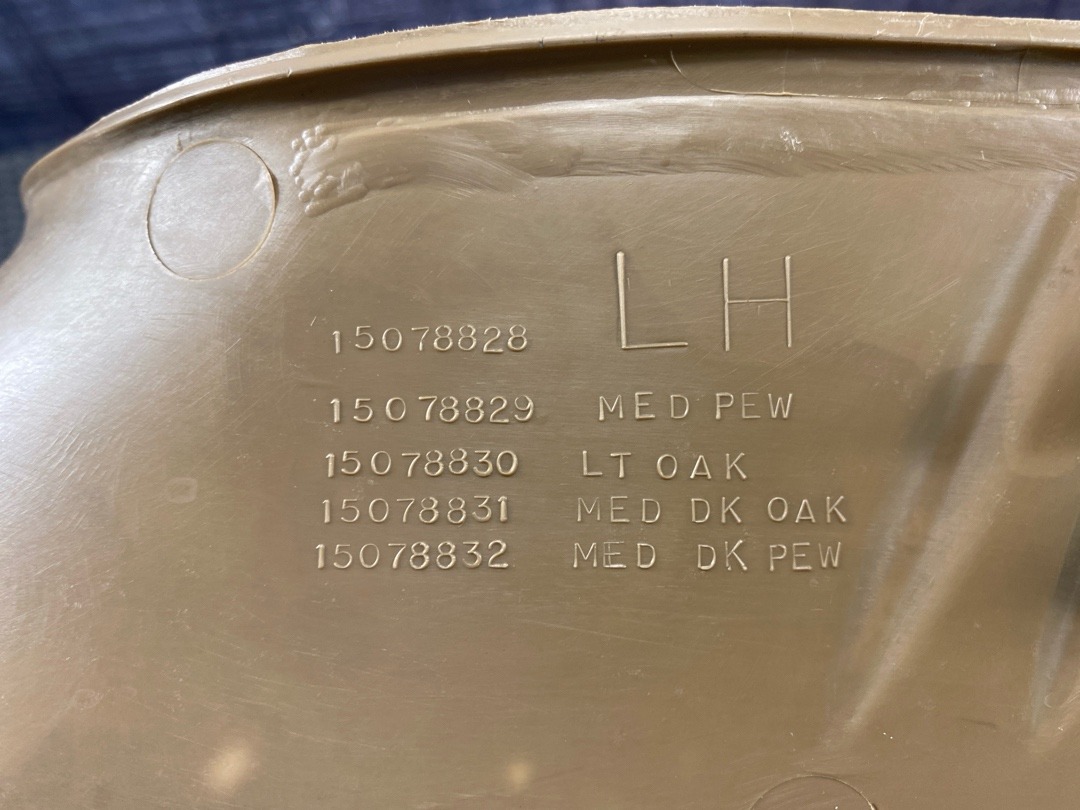 LH
15078828
15078829 MED PEW
15078830 LT OAK
15078831 MED DK OAK
15078832 MED DK PEW